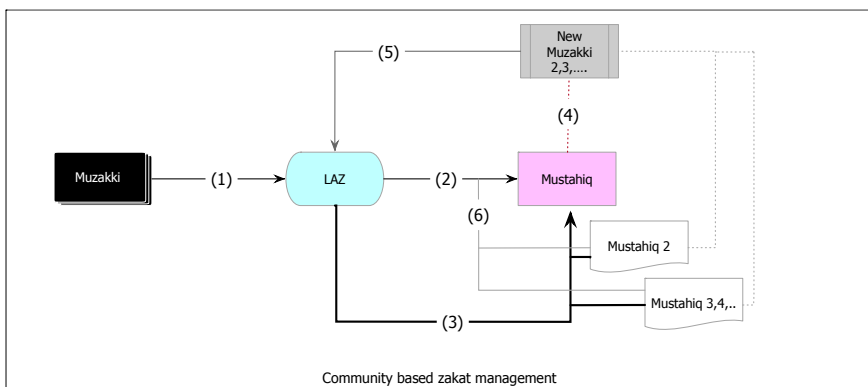 New
Muzakki
2,3,....
(5)
(4)
Muzakki
(1)
LAZ
(2)
Mustahiq
(6)
Mustahiq 2
Mustahiq 3,4,..
(3)
Community based zakat management